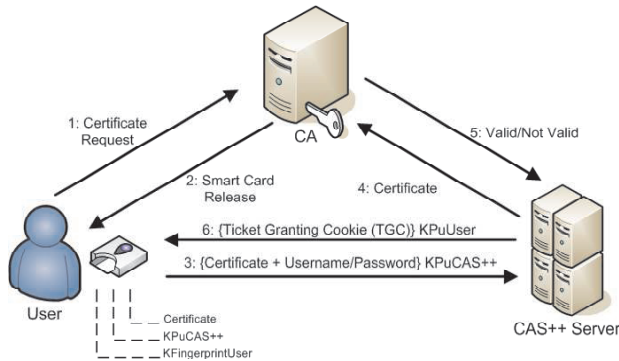 1: Certificate
Request
CA
5: Valid/Not Valid
2: Smart Card
Release
4: Certificate
6: {Ticket Granting Cookie (TGC)} KPuUser
3: {Certificate + Username/Password} KPuCAS++
User
CAS++ Server
Certificate
KPuCAS++
KFingerprintUser